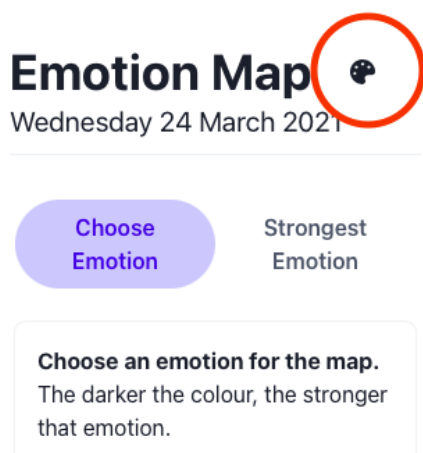 Emotion Map
Wednesday 24 March 2021
Choose
Emotion
Strongest
Emotion
Choose an emotion for the map.
The darker the colour, the stronger
that emotion.